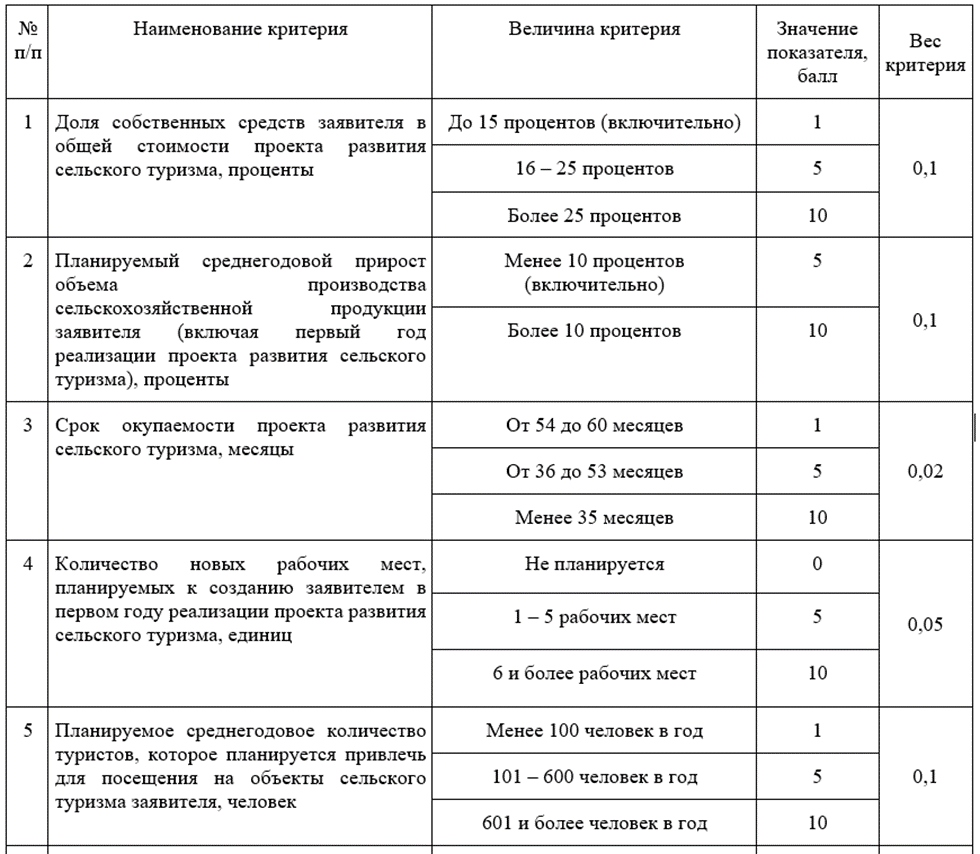 № п/п
Наименование критерия
Величина критерия
Значение показателя, балл
Вес критерия
1
Доля собственных средств заявителя в
общей стоимости проекта развития
сельского туризма, проценты
До 15 процентов (включительно)
1
16 – 25 процентов
5
Более 25 процентов
10
0,1
2
Планируемый среднегодовой прирост
объема производства
сельскохозяйственной продукции
заявителя (включая первый год
реализации проекта развития сельского
туризма), проценты
Менее 10 процентов
(включительно)
5
Более 10 процентов
10
0,1
3
Срок окупаемости проекта развития
сельского туризма, месяцы
От 54 до 60 месяцев
1
От 36 до 53 месяцев
5
Менее 35 месяцев
10
0,02
4
Количество новых рабочих мест,
планируемых к созданию заявителем в
первом году реализации проекта развития
сельского туризма, единиц
Не планируется
0
1 – 5 рабочих мест
5
6 и более рабочих мест
10
0,05
5
Планируемое среднегодовое количество
туристов, которое планируется привлечь
для посещения на объекты сельского
туризма заявителя, человек
Менее 100 человек в год
1
101 – 600 человек в год
5
601 и более человек в год
10
0,1